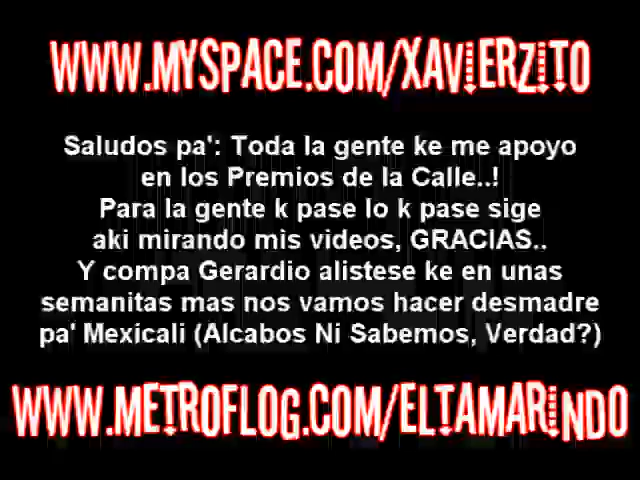 WWW.MYSPACE.COM/XAVIERZITO
Saludos pa': Toda la gente ke me apoyo
en los Premios de la Calle..!
Para la gente k pase lo k pase sige
aki mirando mis videos, GRACIAS..
Y compa Gerardio alistese ke en unas
semanitas mas nos vamos hacer desmadre
pa' Mexicali (Alcabos Ni Sabemos, Verdad?)
WWW.METROFLOG.COM/ELTAMARINDO